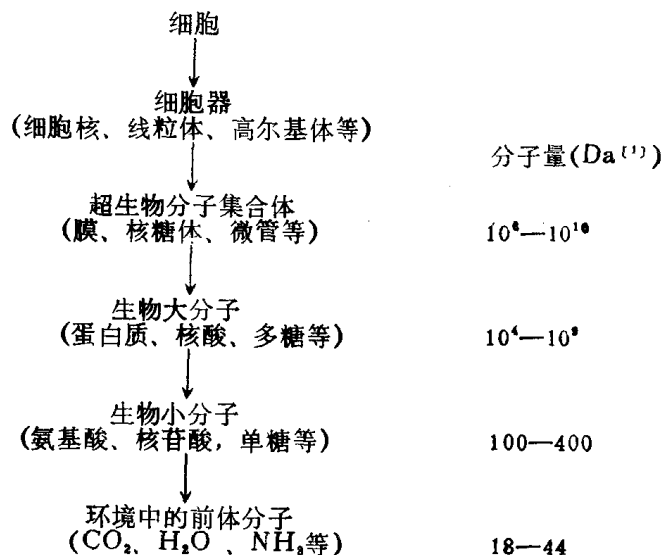 细胞
细胞器
(细胞核、线粒体、高尔基体等)
分子量(Da⁽¹⁾)
超生物分子集合体
(膜、核糖体、微管等) 10⁶—10¹⁰
生物大分子
(蛋白质、核酸、多糖等) 10⁴—10⁹
生物小分子
(氨基酸、核苷酸，单糖等) 100—400
环境中的前体分子
(CO₂、H₂O 、NH₃等) 18—44